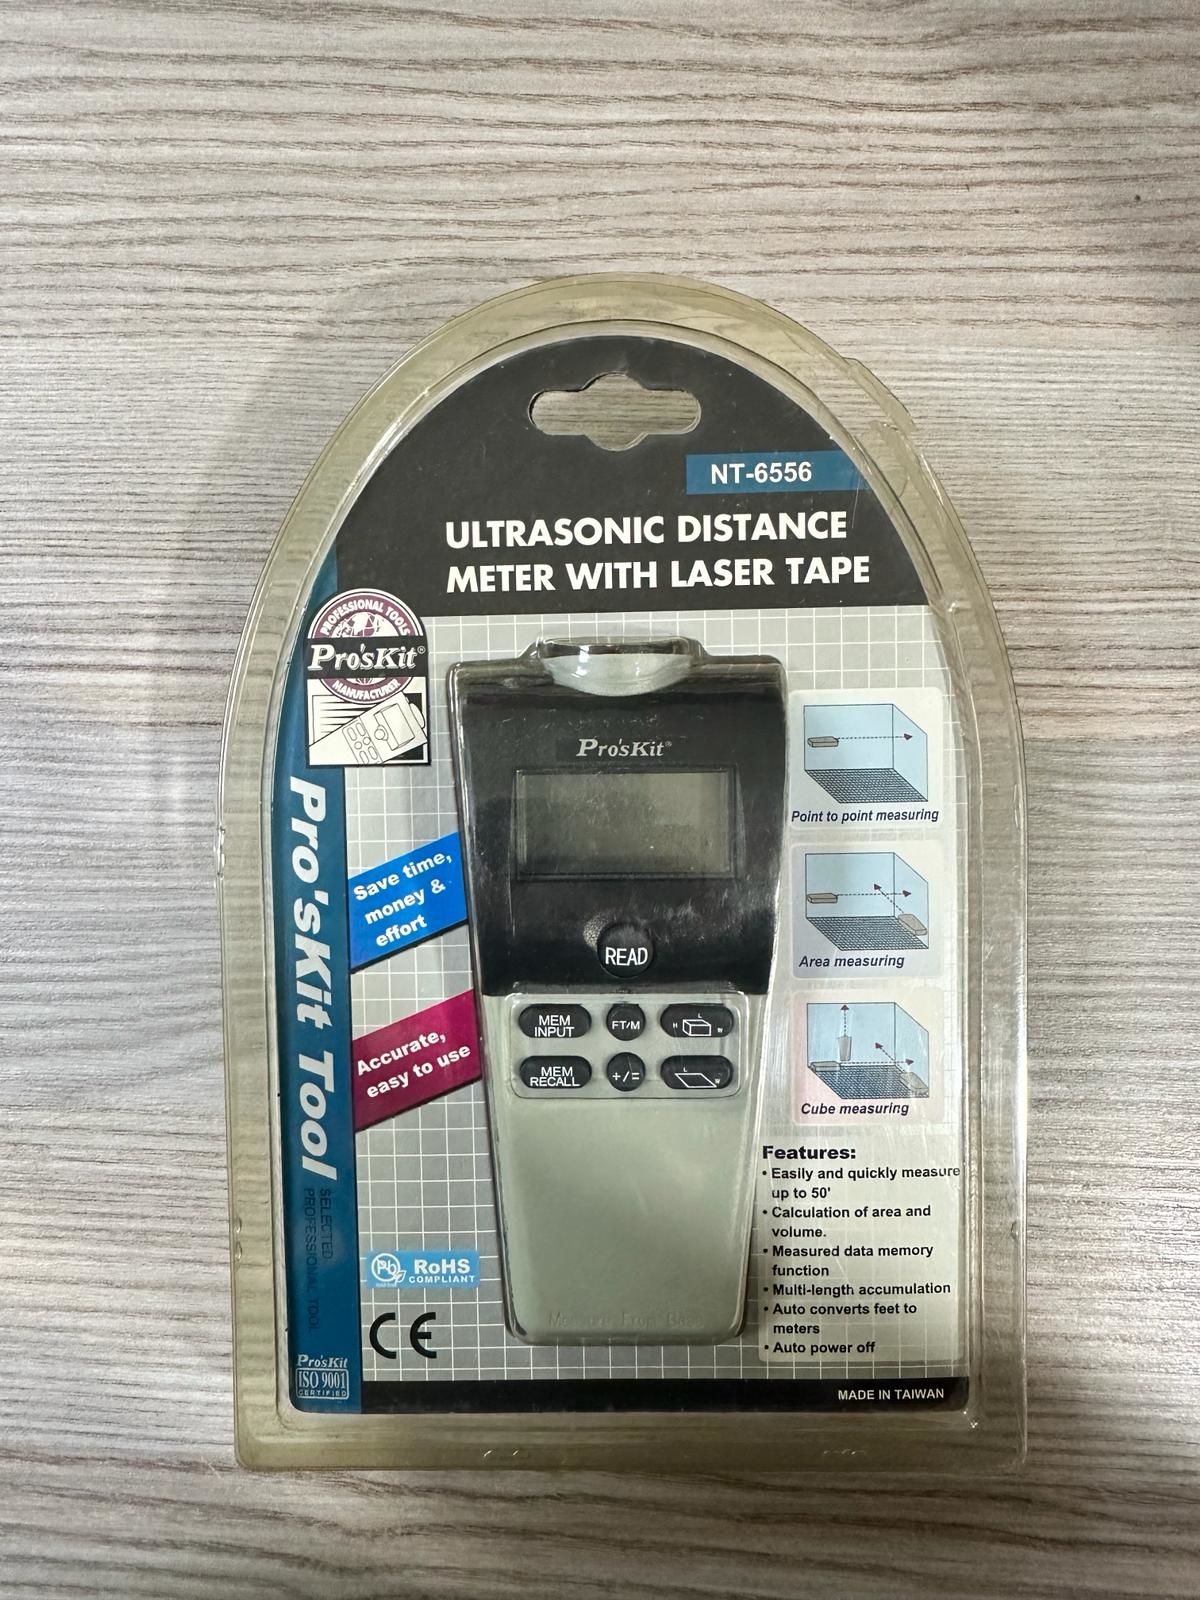 NT-6556
ULTRASONIC DISTANCE
METER WITH LASER TAPE
PROFESSIONAL TOOLS
Pro'sKit®
MANUFACTURER
Pro'sKit Tool
SELECTED
PROFESSIONAL TOOL
Save time,
money &
effort
Accurate,
easy to use
Pro'sKit®
READ
MEM
INPUT
FT/M
H L W
MEM
RECALL
+/=
L W
Measure From Base
Point to point measuring
Area measuring
Cube measuring
Features:
• Easily and quickly measure
up to 50'
• Calculation of area and
volume.
• Measured data memory
function
• Multi-length accumulation
• Auto converts feet to
meters
• Auto power off
Pb
RoHS
COMPLIANT
CE
Pro'sKit
ISO 9001
CERTIFIED
MADE IN TAIWAN